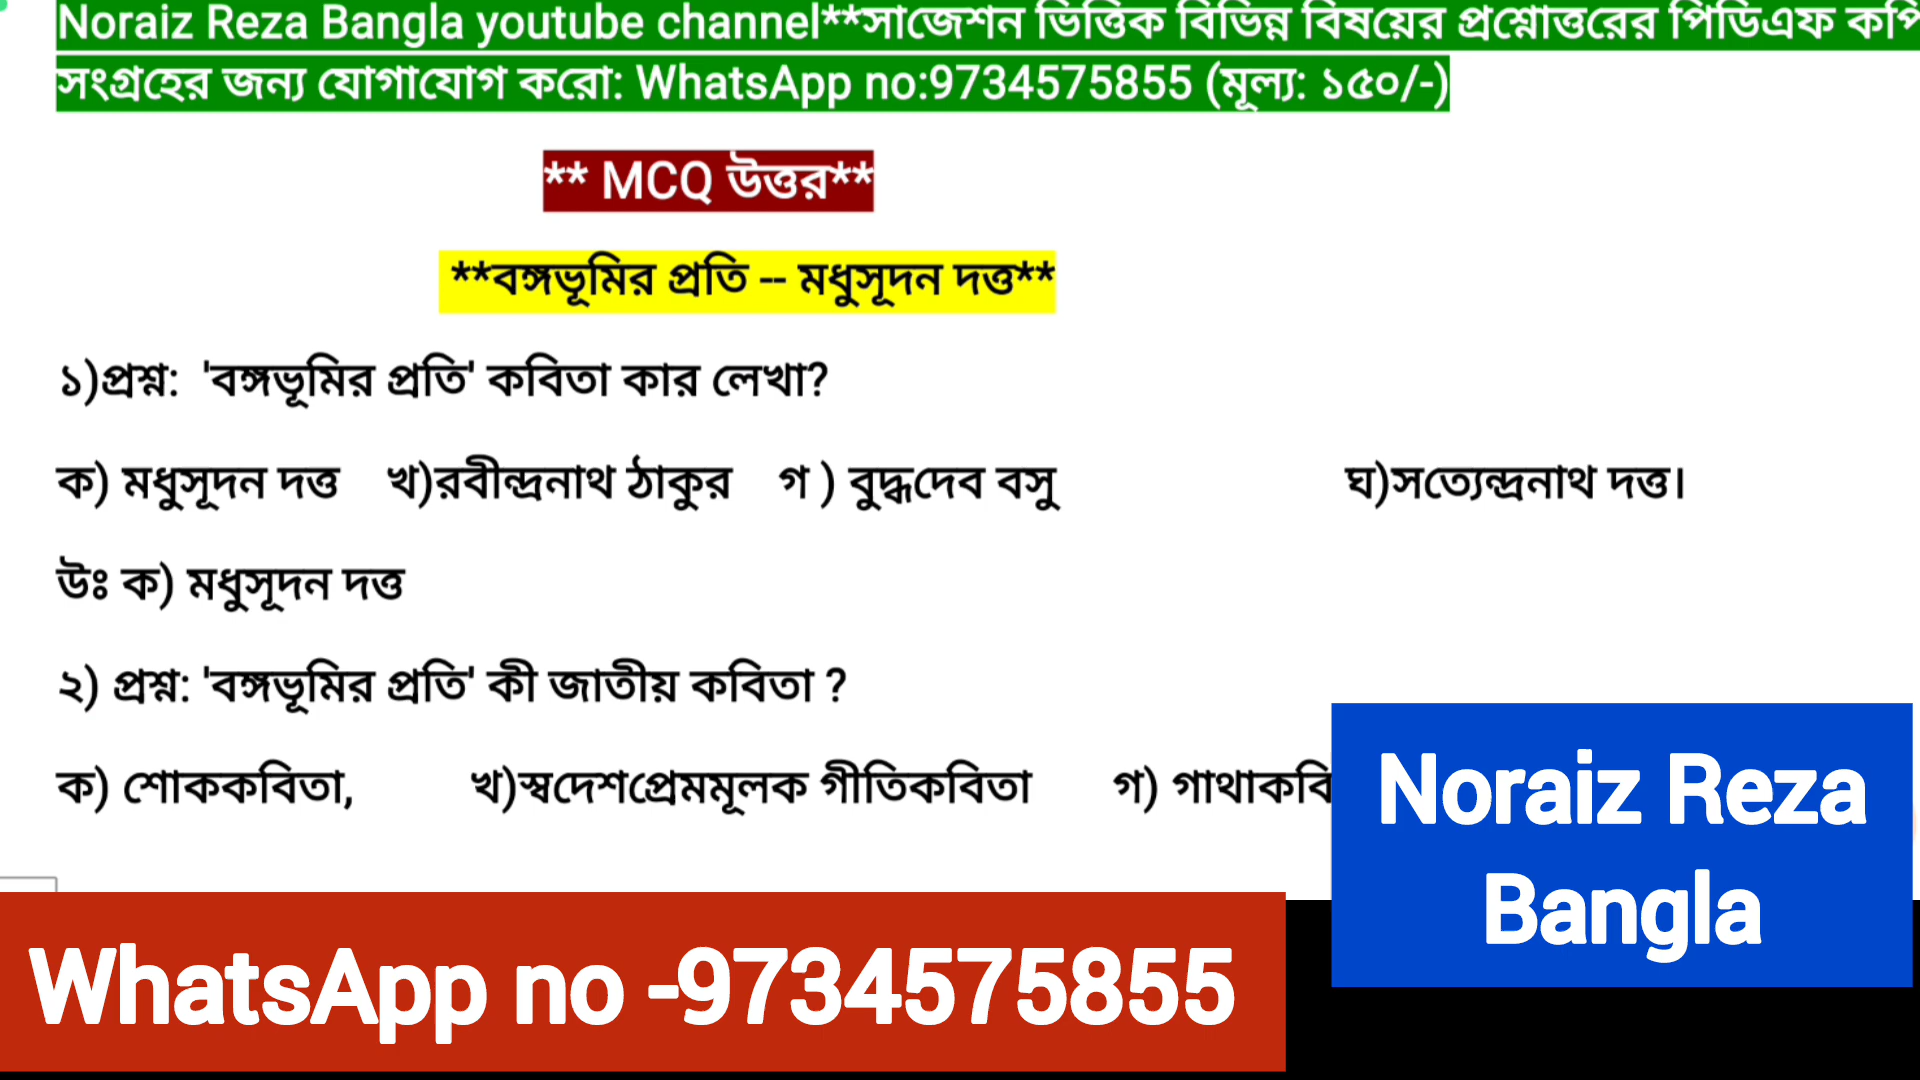 Noraiz Reza Bangla youtube channel**সাজেশন ভিত্তিক বিভিন্ন বিষয়ের প্রশ্নোত্তরের পিডিএফ
সংগ্রহের জন্য যোগাযোগ করো: WhatsApp no:9734575855 (মূল্য: ১৫০/-)
** MCQ উত্তর**
**বঙ্গভূমির প্রতি -- মধুসূদন দত্ত**
১)প্রশ্ন: 'বঙ্গভূমির প্রতি' কবিতা কার লেখা?
ক) মধুসূদন দত্ত খ)রবীন্দ্রনাথ ঠাকুর গ ) বুদ্ধদেব বসু ঘ)সত্যেন্দ্রনাথ দত্ত।
উঃ ক) মধুসূদন দত্ত
২) প্রশ্ন: 'বঙ্গভূমির প্রতি' কী জাতীয় কবিতা ?
ক) শোককবিতা, খ)স্বদেশপ্রেমমূলক গীতিকবিতা গ)
Noraiz Reza
Bangla
WhatsApp no -9734575855